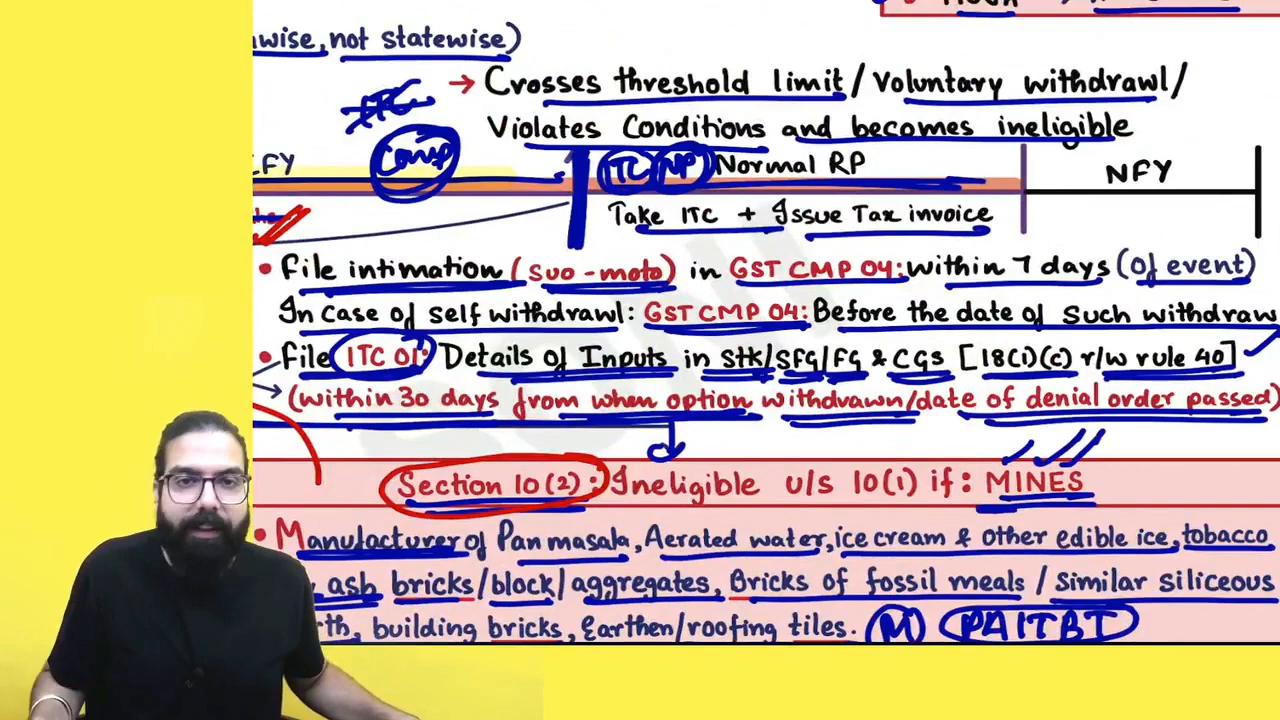 wise, not statewise)
ITC → Crosses threshold limit / Voluntary withdrawl /
Violates Conditions and becomes ineligible
FY Comp ITC NP Normal RP NFY
Take ITC + Issue Tax invoice
• File intimation (suo-moto) in GST CMP 04: within 7 days (of event)
In case of self withdrawl: GST CMP 04: Before the date of such withdraw
• File ITC 01: Details of Inputs in Stk/SFG/FG & CGs [18(1)(c) r/w rule 40]
(within 30 days from when option withdrawn/date of denial order passed)
Section 10(2): Ineligible u/s 10(1) if: MINES
• Manufacturer of Pan masala, Aerated water, ice cream & other edible ice, tobacco
ash bricks/block/aggregates, Bricks of fossil meals / similar siliceous
building bricks, Earthen/roofing tiles. M PAITBT